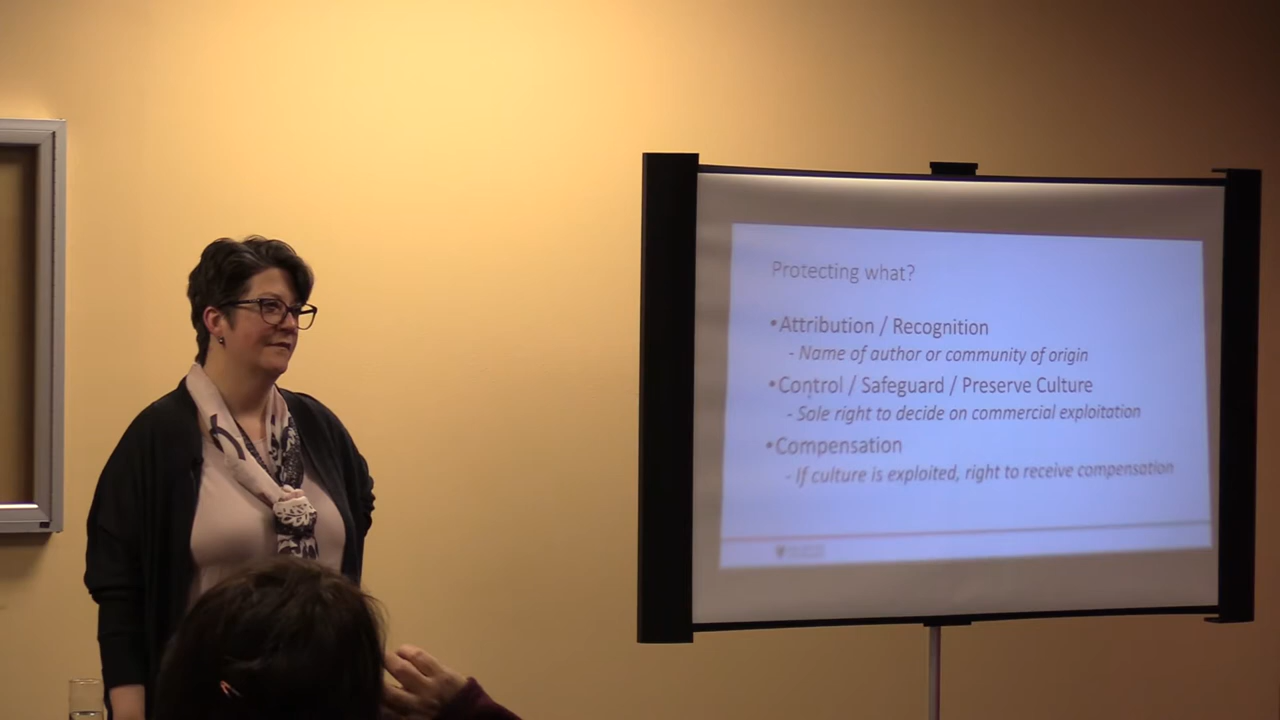 Protecting what?
•Attribution / Recognition
- Name of author or community of origin
•Control / Safeguard / Preserve Culture
- Sole right to decide on commercial exploitation
•Compensation
- If culture is exploited, right to receive compensation